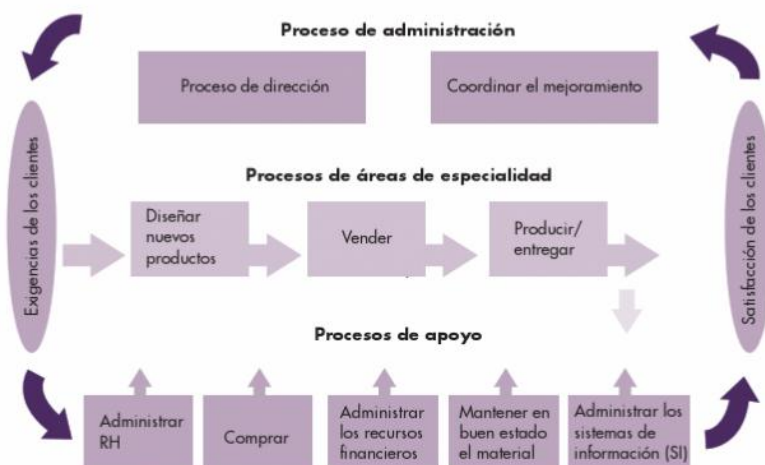 Proceso de administración
Proceso de dirección
Coordinar el mejoramiento
Exigencias de los clientes
Procesos de áreas de especialidad
Diseñar
nuevos
productos
Vender
Producir/
entregar
Satisfacción de los clientes
Procesos de apoyo
Administrar
RH
Comprar
Administrar
los recursos
financieros
Mantener en
buen estado
el material
Administrar los
sistemas de
información (SI)